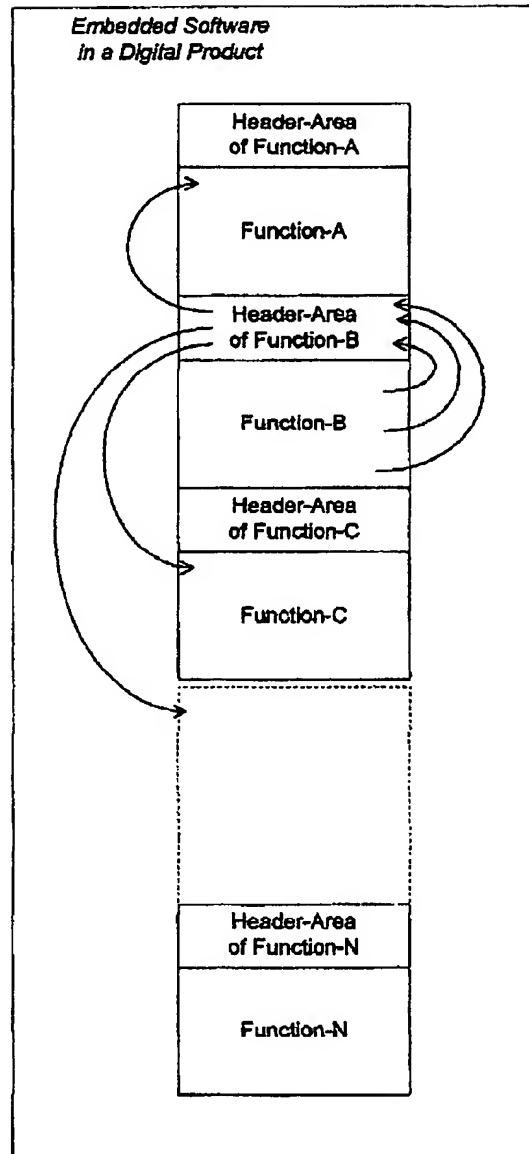 Embedded Software
in a Digital Product
Header-Area
of Function-A
Function-A
Header-Area
of Function-B
Function-B
Header-Area
of Function-C
Function-C
Header-Area
of Function-N
Function-N